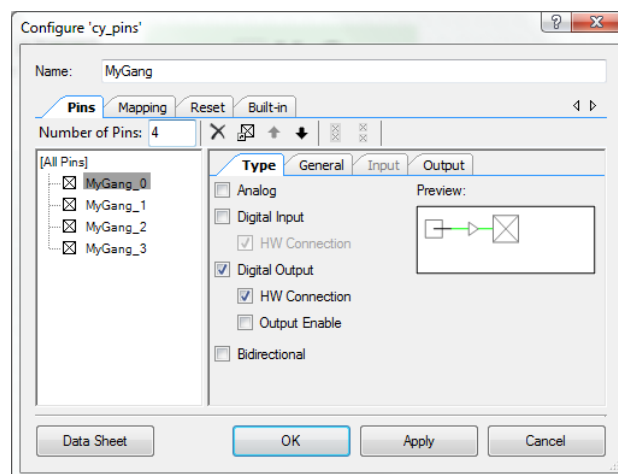 Configure 'cy_pins'
Name: MyGang
Pins Mapping Reset Built-in
Number of Pins: 4
[All Pins]
MyGang_0
MyGang_1
MyGang_2
MyGang_3
Type General Input Output
Analog
Preview:
Digital Input
HW Connection
Digital Output
HW Connection
Output Enable
Bidirectional
Data Sheet OK Apply Cancel